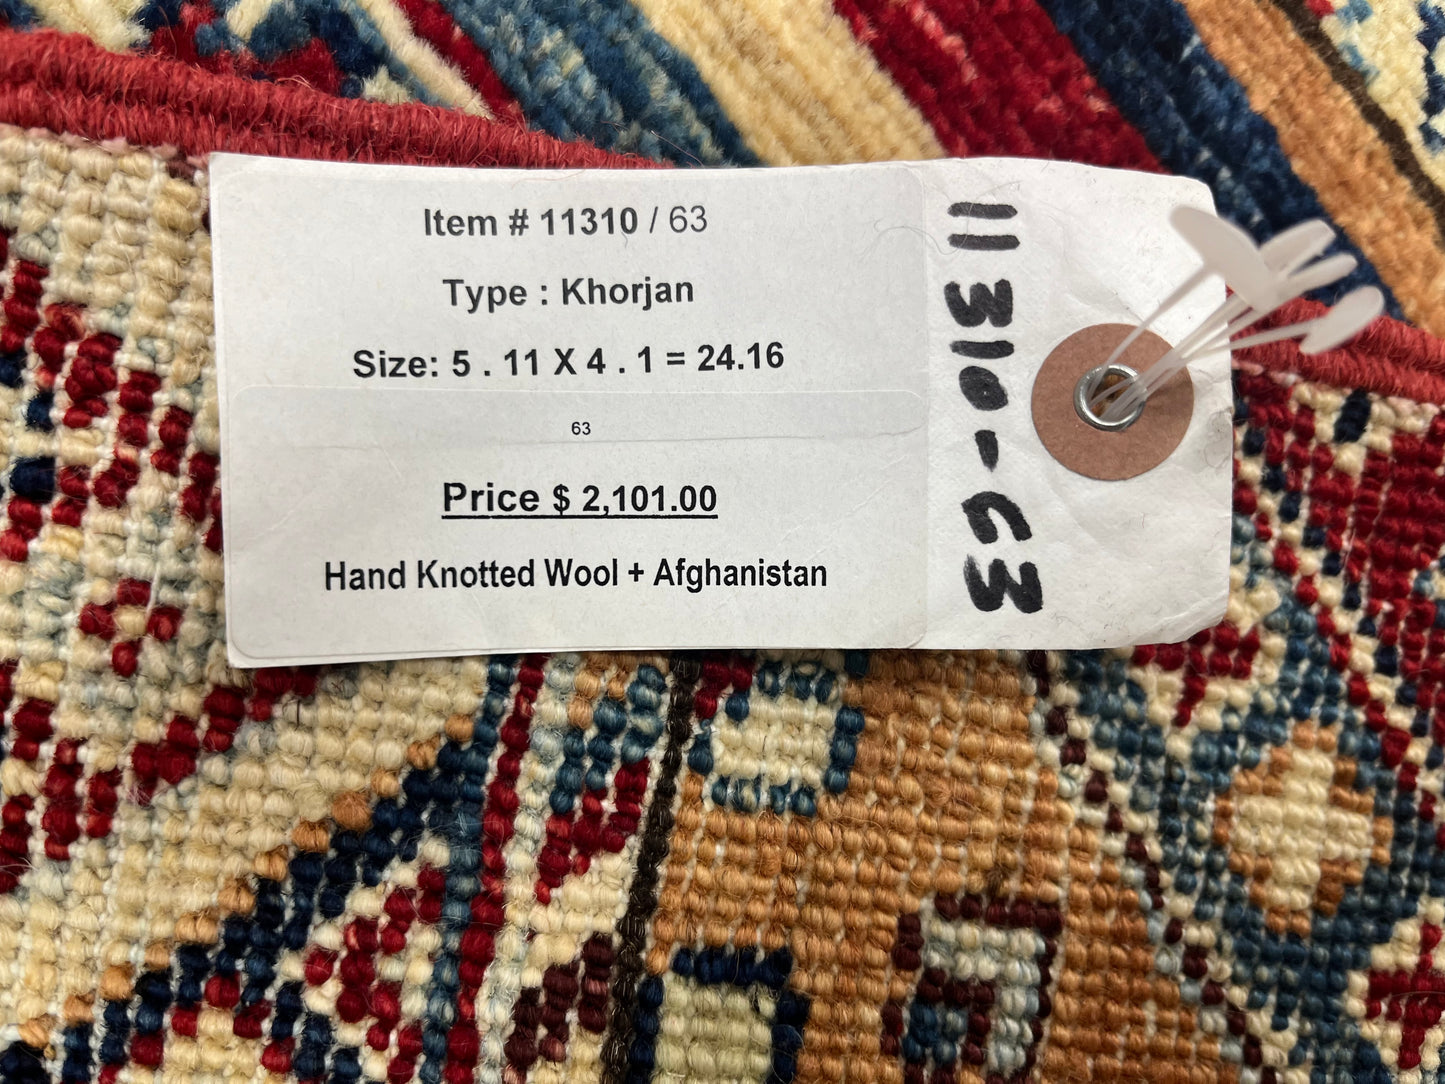 Item # 11310 / 63
Type : Khorjan
Size: 5 . 11 X 4 . 1 = 24.16
63
Price $ 2,101.00
Hand Knotted Wool + Afghanistan
11310-63